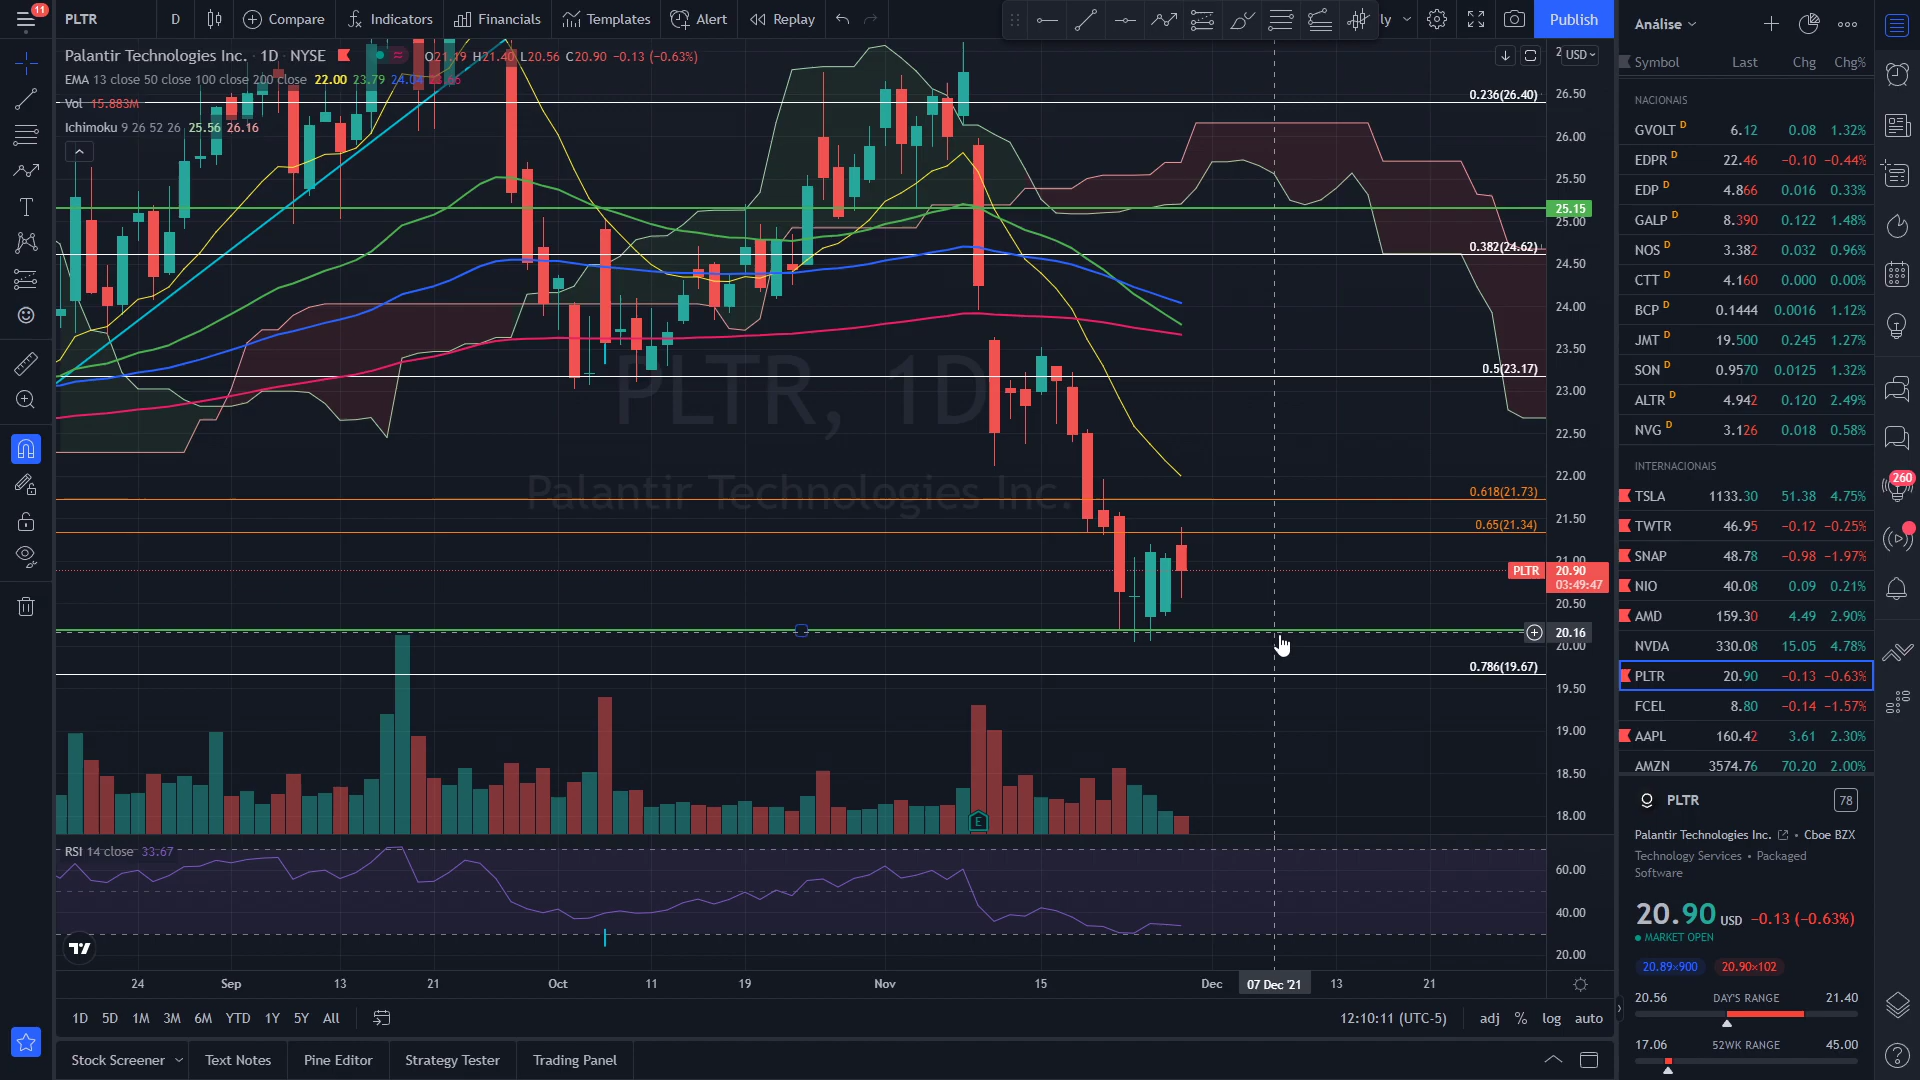 11
PLTR
D
Compare
Indicators
Financials
Templates
Alert
Replay
ly
Publish
Palantir Technologies Inc. · 1D · NYSE
O21.19 H21.40 L20.56 C20.90 −0.13 (−0.63%)
EMA 13 close 50 close 100 close 200 close 22.00 23.79
Vol 15.883M
Ichimoku 9 26 52 26 25.56 26.16
USD
26.50
26.00
25.50
25.15
25.00
24.50
24.00
23.50
23.00
22.50
22.00
21.50
21.00
PLTR 20.90
03:49:47
20.50
20.16
20.00
19.50
19.00
18.50
18.00
0.236(26.40)
0.382(24.62)
0.5(23.17)
0.618(21.73)
0.65(21.34)
0.786(19.67)
PLTR, 1D
Palantir Technologies Inc.
E
RSI 14 close 33.67
60.00
40.00
20.00
24
Sep
13
21
Oct
11
19
Nov
15
Dec
07 Dec '21
13
21
1D 5D 1M 3M 6M YTD 1Y 5Y All
12:10:11 (UTC-5)
adj % log auto
Stock Screener
Text Notes
Pine Editor
Strategy Tester
Trading Panel
Análise
Symbol Last Chg Chg%
NACIONAIS
GVOLT D 6.12 0.08 1.32%
EDPR D 22.46 −0.10 −0.44%
EDP D 4.866 0.016 0.33%
GALP D 8.390 0.122 1.48%
NOS D 3.382 0.032 0.96%
CTT D 4.160 0.000 0.00%
BCP D 0.1444 0.0016 1.12%
JMT D 19.500 0.245 1.27%
SON D 0.9570 0.0125 1.32%
ALTR D 4.942 0.120 2.49%
NVG D 3.126 0.018 0.58%
INTERNACIONAIS
TSLA 1133.30 51.38 4.75%
TWTR 46.95 −0.12 −0.25%
SNAP 48.78 −0.98 −1.97%
NIO 40.08 0.09 0.21%
AMD 159.30 4.49 2.90%
NVDA 330.08 15.05 4.78%
PLTR 20.90 −0.13 −0.63%
FCEL 8.80 −0.14 −1.57%
AAPL 160.42 3.61 2.30%
AMZN 3574.76 70.20 2.00%
PLTR
78
Palantir Technologies Inc. • Cboe BZX
Technology Services • Packaged
Software
20.90 USD −0.13 (−0.63%)
MARKET OPEN
20.89×900 20.90×102
20.56 DAY'S RANGE 21.40
17.06 52WK RANGE 45.00
260